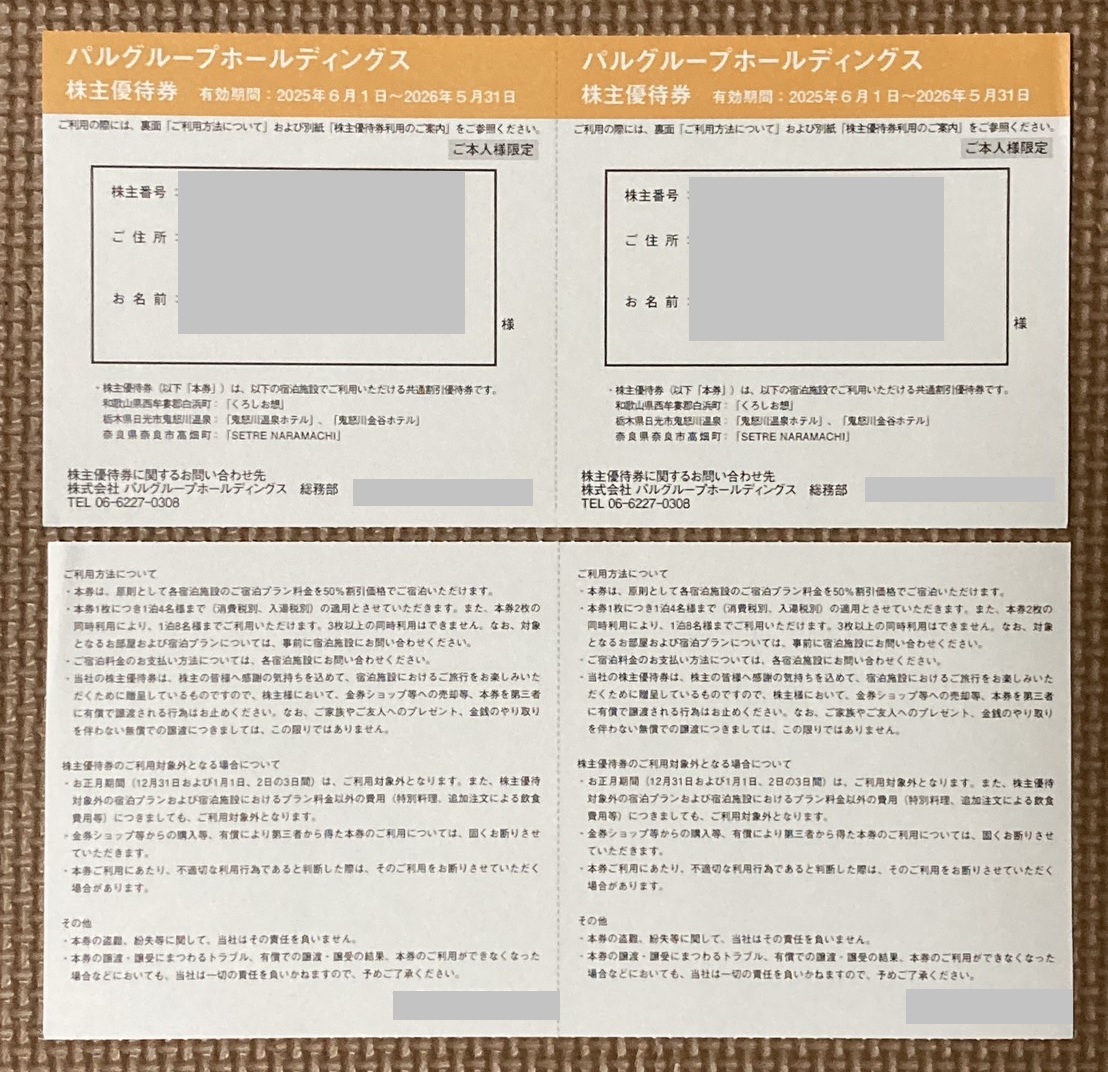 パルグループホールディングス
株主優待券 有効期間：2025年6月1日～2026年5月31日
ご利用の際には、裏面「ご利用方法について」および別紙「株主優待券利用のご案内」をご参照ください。
ご本人様限定
株主番号：
ご住所：
お名前：
様
・株主優待券（以下「本券」）は、以下の宿泊施設でご利用いただける共通割引優待券です。
和歌山県西牟婁郡白浜町：「くろしお想」
栃木県日光市鬼怒川温泉：「鬼怒川温泉ホテル」、「鬼怒川金谷ホテル」
奈良県奈良市高畑町：「SETRE NARAMACHI」
株主優待券に関するお問い合わせ先
株式会社 パルグループホールディングス 総務部
TEL 06-6227-0308
パルグループホールディングス
株主優待券 有効期間：2025年6月1日～2026年5月31日
ご利用の際には、裏面「ご利用方法について」および別紙「株主優待券利用のご案内」をご参照ください。
ご本人様限定
株主番号：
ご住所：
お名前：
様
・株主優待券（以下「本券」）は、以下の宿泊施設でご利用いただける共通割引優待券です。
和歌山県西牟婁郡白浜町：「くろしお想」
栃木県日光市鬼怒川温泉：「鬼怒川温泉ホテル」、「鬼怒川金谷ホテル」
奈良県奈良市高畑町：「SETRE NARAMACHI」
株主優待券に関するお問い合わせ先
株式会社 パルグループホールディングス 総務部
TEL 06-6227-0308
ご利用方法について
・本券は、原則として各宿泊施設のご宿泊プラン料金を50%割引価格でご宿泊いただけます。
・本券1枚につき1泊4名様まで（消費税別、入湯税別）の適用とさせていただきます。また、本券2枚の
同時利用により、1泊8名様までご利用いただけます。3枚以上の同時利用はできません。なお、対象
となるお部屋および宿泊プランについては、事前に宿泊施設にお問い合わせください。
・ご宿泊料金のお支払い方法については、各宿泊施設にお問い合わせください。
・当社の株主優待券は、株主の皆様へ感謝の気持ちを込めて、宿泊施設におけるご旅行をお楽しみいた
だくために贈呈しているものですので、株主様において、金券ショップ等への売却等、本券を第三者
に有償で譲渡される行為はお止めください。なお、ご家族やご友人へのプレゼント、金銭のやり取り
を伴わない無償での譲渡につきましては、この限りではありません。
株主優待券のご利用対象外となる場合について
・お正月期間（12月31日および1月1日、2日の3日間）は、ご利用対象外となります。また、株主優待
対象外の宿泊プランおよび宿泊施設におけるプラン料金以外の費用（特別料理、追加注文による飲食
費用等）につきましても、ご利用対象外となります。
・金券ショップ等からの購入等、有償により第三者から得た本券のご利用については、固くお断りさせ
ていただきます。
・本券ご利用にあたり、不適切な利用行為であると判断した際は、そのご利用をお断りさせていただく
場合があります。
その他
・本券の盗難、紛失等に関して、当社はその責任を負いません。
・本券の譲渡・譲受にまつわるトラブル、有償での譲渡・譲受の結果、本券のご利用ができなくなった
場合などにおいても、当社は一切の責任を負いかねますので、予めご了承ください。
ご利用方法について
・本券は、原則として各宿泊施設のご宿泊プラン料金を50%割引価格でご宿泊いただけます。
・本券1枚につき1泊4名様まで（消費税別、入湯税別）の適用とさせていただきます。また、本券2枚の
同時利用により、1泊8名様までご利用いただけます。3枚以上の同時利用はできません。なお、対象
となるお部屋および宿泊プランについては、事前に宿泊施設にお問い合わせください。
・ご宿泊料金のお支払い方法については、各宿泊施設にお問い合わせください。
・当社の株主優待券は、株主の皆様へ感謝の気持ちを込めて、宿泊施設におけるご旅行をお楽しみいた
だくために贈呈しているものですので、株主様において、金券ショップ等への売却等、本券を第三者
に有償で譲渡される行為はお止めください。なお、ご家族やご友人へのプレゼント、金銭のやり取り
を伴わない無償での譲渡につきましては、この限りではありません。
株主優待券のご利用対象外となる場合について
・お正月期間（12月31日および1月1日、2日の3日間）は、ご利用対象外となります。また、株主優待
対象外の宿泊プランおよび宿泊施設におけるプラン料金以外の費用（特別料理、追加注文による飲食
費用等）につきましても、ご利用対象外となります。
・金券ショップ等からの購入等、有償により第三者から得た本券のご利用については、固くお断りさせ
ていただきます。
・本券ご利用にあたり、不適切な利用行為であると判断した際は、そのご利用をお断りさせていただく
場合があります。
その他
・本券の盗難、紛失等に関して、当社はその責任を負いません。
・本券の譲渡・譲受にまつわるトラブル、有償での譲渡・譲受の結果、本券のご利用ができなくなった
場合などにおいても、当社は一切の責任を負いかねますので、予めご了承ください。